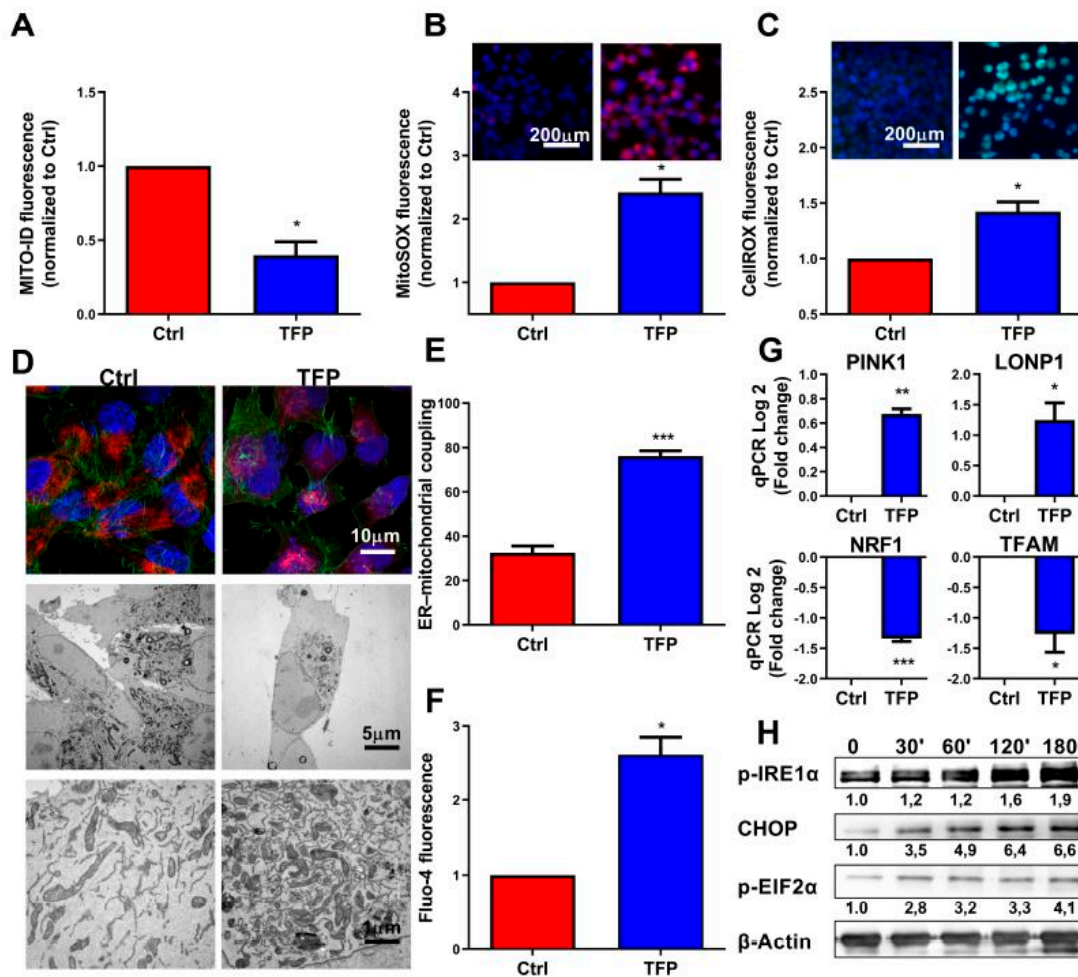 A
MITO-ID fluorescence
(normalized to Ctrl)
1.5
1.0
0.5
0.0
Ctrl
TFP
*
B
MitoSOX fluorescence
(normalized to Ctrl)
4
3
2
1
200μm
*
Ctrl
TFP
C
CellROX fluorescence
(normalized to Ctrl)
2.5
2.0
1.5
1.0
0.5
200μm
*
Ctrl
TFP
D
Ctrl
TFP
10μm
5μm
1μm
E
ER–mitochondrial coupling
100
80
60
40
20
0
***
Ctrl
TFP
F
Fluo-4 fluorescence
3
2
1
0
*
Ctrl
TFP
G
PINK1
qPCR Log 2
(Fold change)
1.0
0.8
0.6
0.4
0.2
0.0
**
Ctrl TFP
LONP1
2.0
1.5
1.0
0.5
0.0
*
Ctrl TFP
NRF1
qPCR Log 2
(Fold change)
0.0
-0.5
-1.0
-1.5
-2.0
***
Ctrl TFP
TFAM
0.0
-0.5
-1.0
-1.5
-2.0
*
Ctrl TFP
H
0 30' 60' 120' 180'
p-IRE1α
1.0 1,2 1,2 1,6 1,9
CHOP
1.0 3,5 4,9 6,4 6,6
p-EIF2α
1.0 2,8 3,2 3,3 4,1
β-Actin